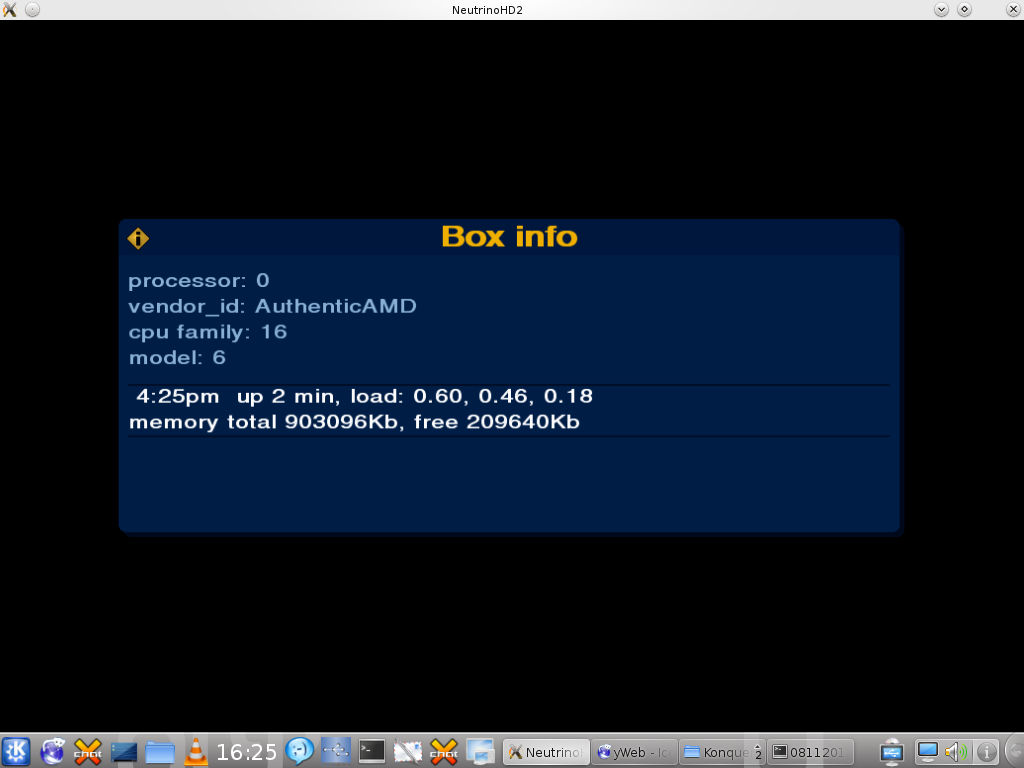 NeutrinoHD2
Box info
processor: 0
vendor_id: AuthenticAMD
cpu family: 16
model: 6
4:25pm  up 2 min, load: 0.60, 0.46, 0.18
memory total 903096Kb, free 209640Kb
16:25 Neutrino yWeb - Ice Konque 2 0811201